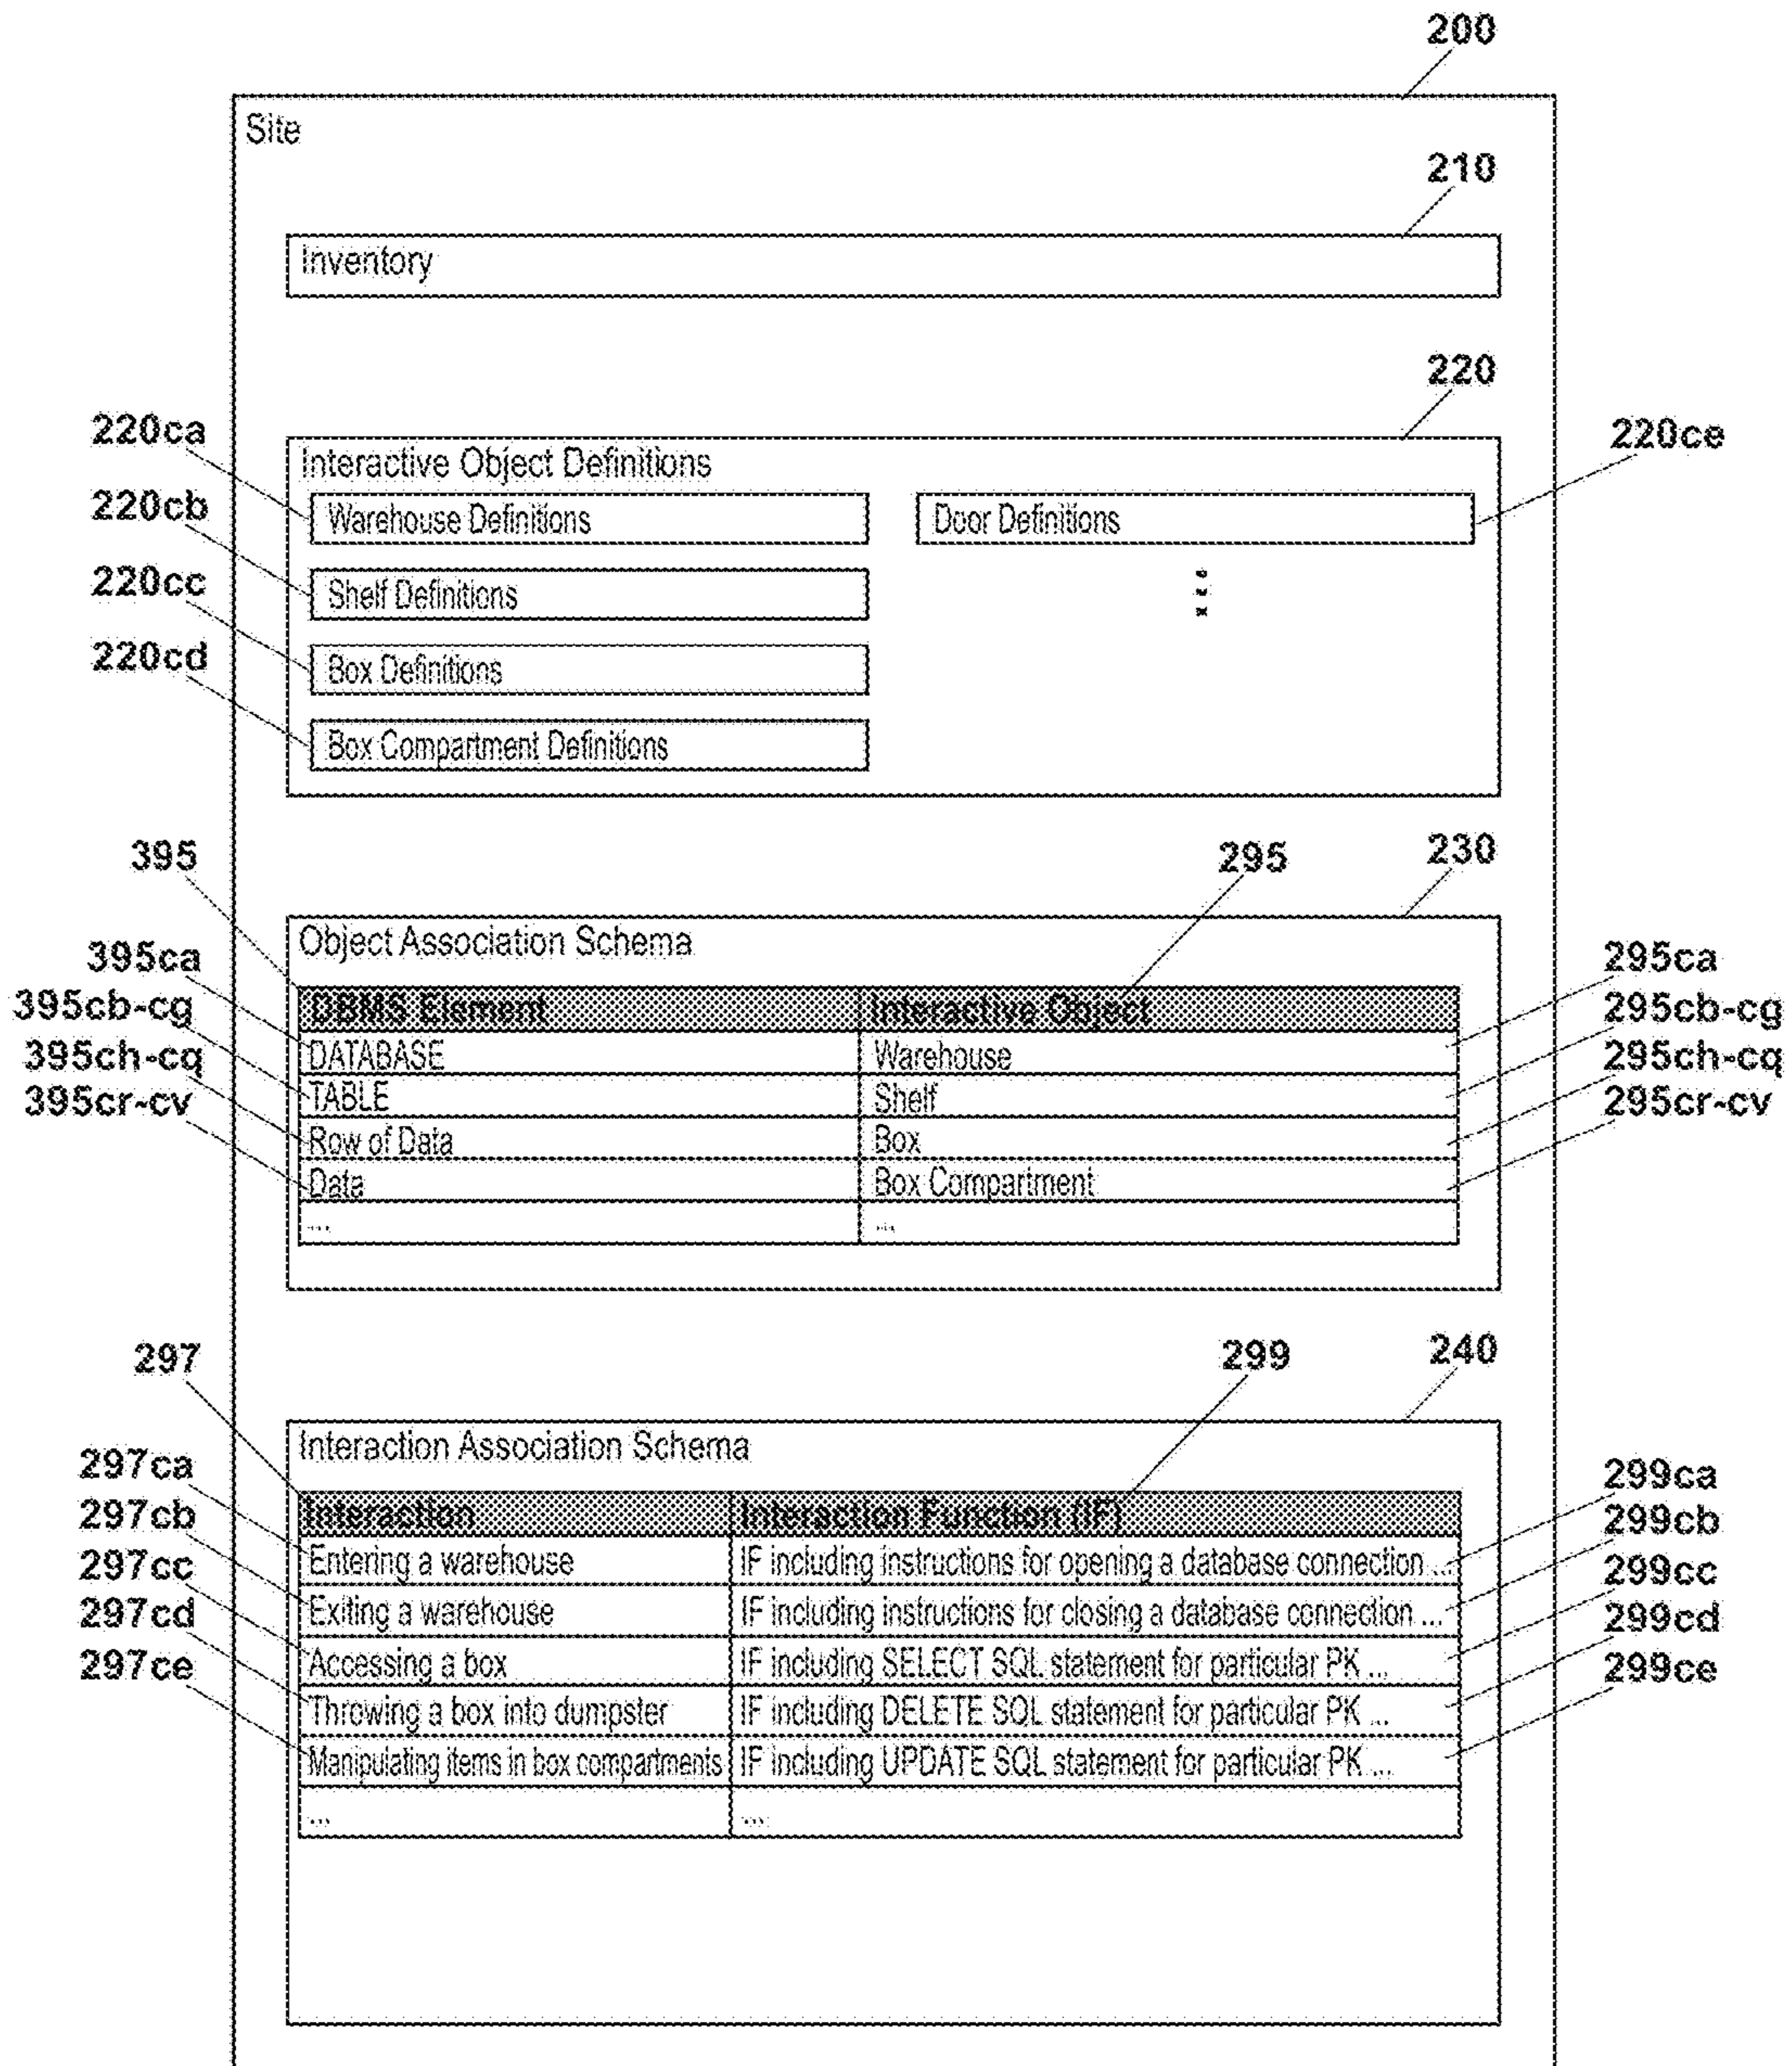 200
Site
210
Inventory
220
220ca
220ce
Interactive Object Definitions
220cb
Warehouse Definitions
Door Definitions
220cc
Shelf Definitions
220cd
Box Definitions
Box Compartment Definitions
395
295
230
Object Association Schema
395ca
295ca
DBMS Element
Interactive Object
395cb-cg
295cb-cg
DATABASE
Warehouse
395ch-cq
295ch-cq
TABLE
Shelf
395cr-cv
295cr-cv
Row of Data
Box
Data
Box Compartment
...
...
297
299
240
Interaction Association Schema
297ca
299ca
Interaction
Interaction Function (IF)
297cb
299cb
Entering a warehouse
IF including instructions for opening a database connection ...
297cc
299cc
Exiting a warehouse
IF including instructions for closing a database connection ...
297cd
299cd
Accessing a box
IF including SELECT SQL statement for particular PK ...
297ce
299ce
Throwing a box into dumpster
IF including DELETE SQL statement for particular PK ...
Manipulating items in box compartments
IF including UPDATE SQL statement for particular PK ...
...
...